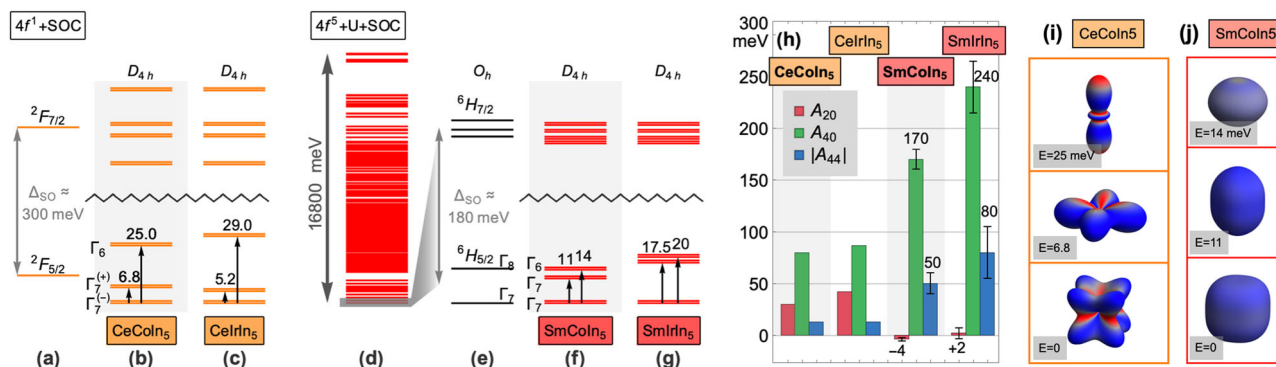 4f¹+SOC
D₄ₕ
D₄ₕ
²F₇/₂
Δ_SO ≈
300 meV
25.0
29.0
Γ₆
²F₅/₂
Γ₇⁽⁺⁾
6.8
5.2
Γ₇⁽⁻⁾
CeCoIn₅
CeIrIn₅
(a)
(b)
(c)
4f⁵+U+SOC
16800 meV
Oₕ
D₄ₕ
D₄ₕ
⁶H₇/₂
Δ_SO ≈
180 meV
⁶H₅/₂
Γ₈
Γ₆
11
14
17.5
20
Γ₇
Γ₇
Γ₇
SmCoIn₅
SmIrIn₅
(d)
(e)
(f)
(g)
300
meV
(h)
CeIrIn₅
SmIrIn₅
CeCoIn₅
SmCoIn₅
250
200
150
100
50
0
A₂₀
A₄₀
|A₄₄|
170
240
50
80
−4
+2
(i)
CeCoIn5
E=25 meV
E=6.8
E=0
(j)
SmCoIn5
E=14 meV
E=11
E=0